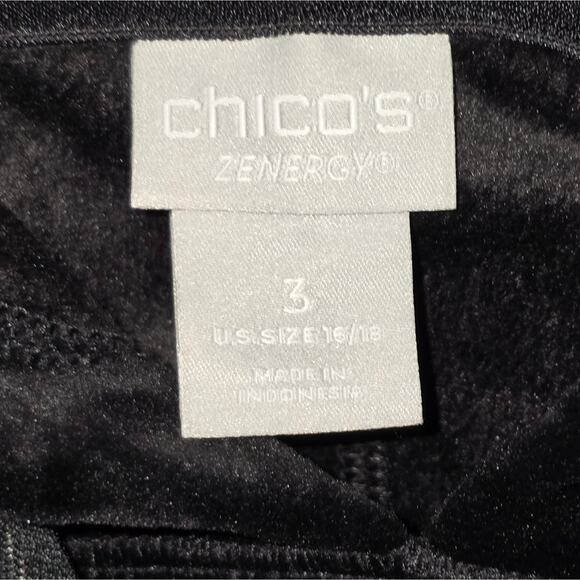 chico's®
ZENERGY®
3
U.S. SIZE 16/18
MADE IN
INDONESIA